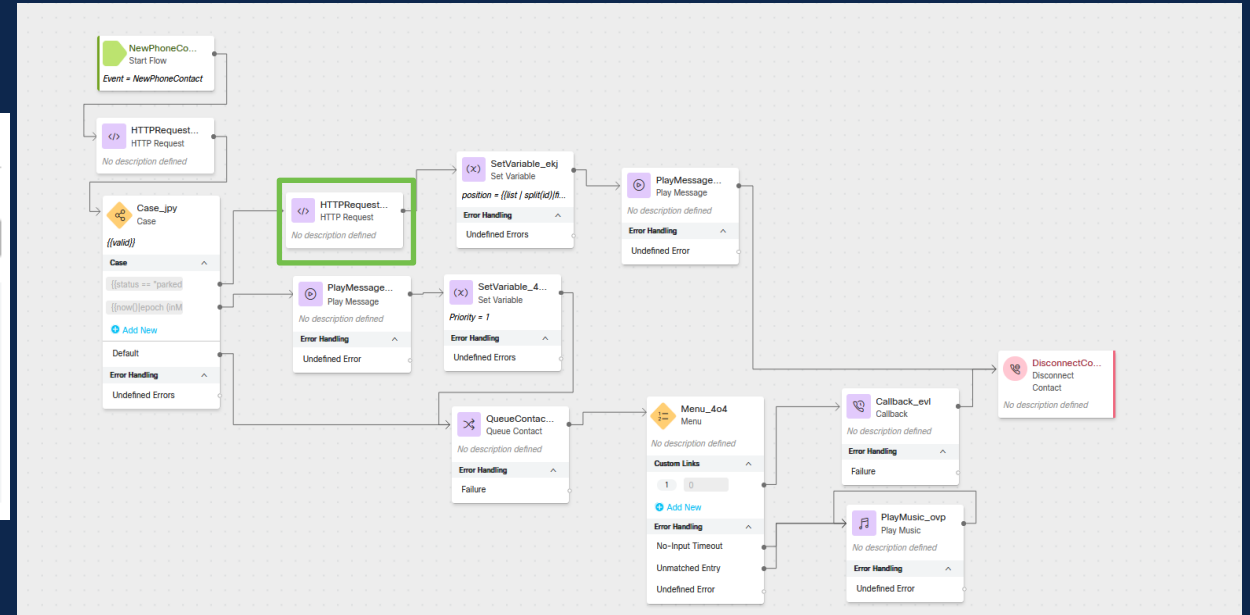 NewPhoneCo...
Start Flow
Event = NewPhoneContact
HTTPRequest...
HTTP Request
No description defined
Case_jpy
Case
{{valid}}
Case
{{status == "parked
{{now()|epoch (inM
Add New
Default
Error Handling
Undefined Errors
HTTPRequest...
HTTP Request
No description defined
(x)
SetVariable_ekj
Set Variable
position = {{list | split(id)|fi...
Error Handling
Undefined Errors
PlayMessage...
Play Message
No description defined
Error Handling
Undefined Error
PlayMessage...
Play Message
No description defined
Error Handling
Undefined Error
(x)
SetVariable_4...
Set Variable
Priority = 1
Error Handling
Undefined Errors
QueueContac...
Queue Contact
No description defined
Error Handling
Failure
Menu_4o4
Menu
No description defined
Custom Links
1 0
Add New
Error Handling
No-Input Timeout
Unmatched Entry
Undefined Error
Callback_evl
Callback
No description defined
Error Handling
Failure
PlayMusic_ovp
Play Music
No description defined
Error Handling
Undefined Error
DisconnectCo...
Disconnect
Contact
No description defined